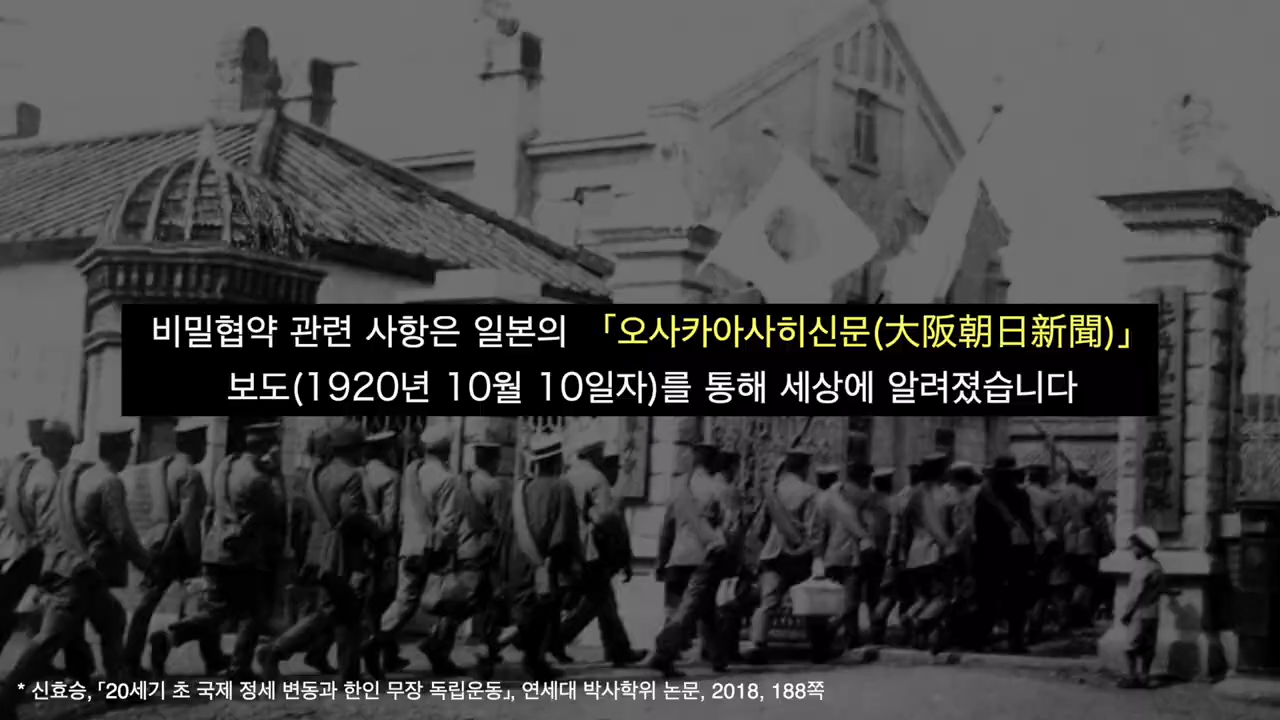 비밀협약 관련 사항은 일본의 「오사카아사히신문(大阪朝日新聞)」
보도(1920년 10월 10일자)를 통해 세상에 알려졌습니다
* 신효승, 「20세기 초 국제 정세 변동과 한인 무장 독립운동」, 연세대 박사학위 논문, 2018, 188쪽